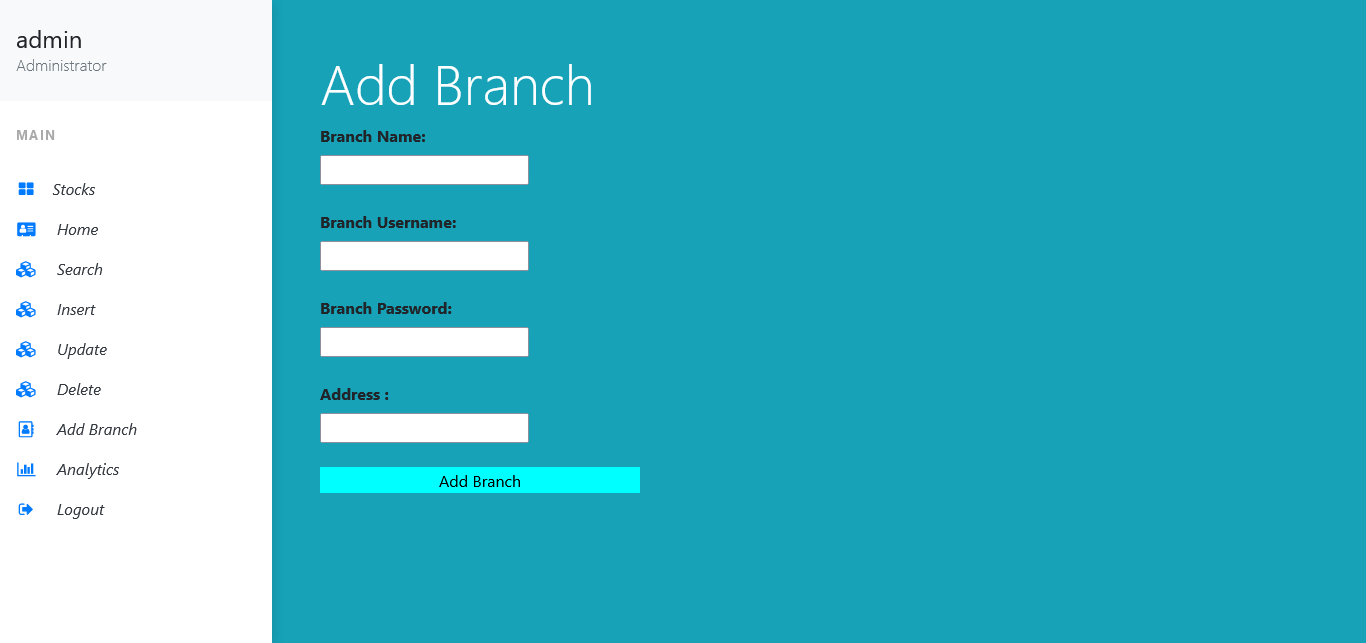 admin
Administrator
MAIN
Stocks
Home
Search
Insert
Update
Delete
Add Branch
Analytics
Logout
Add Branch
Branch Name:
Branch Username:
Branch Password:
Address :
Add Branch